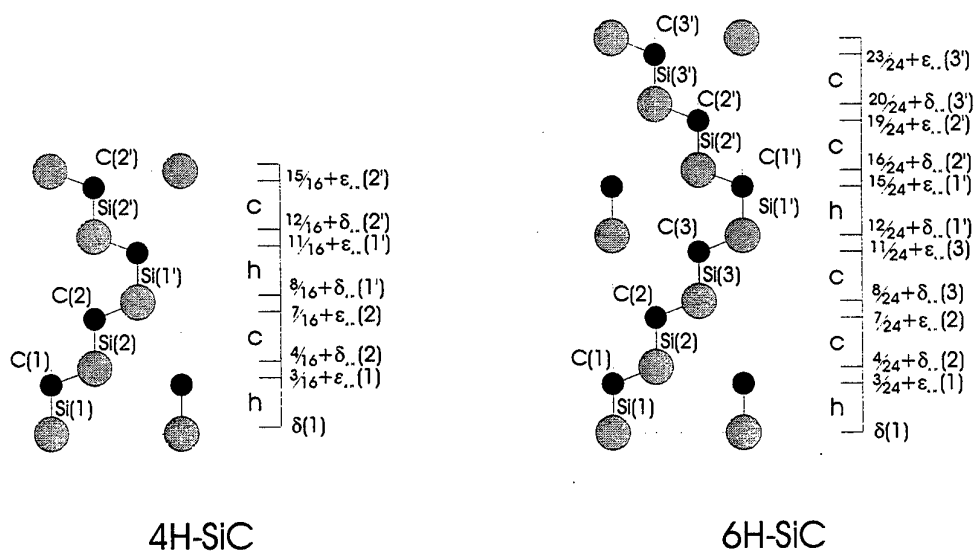 C(2')
Si(2')
C(1')
Si(1')
C(2)
Si(2)
C(1)
Si(1)
15/16+ε..(2')
c
12/16+δ..(2')
11/16+ε..(1')
h
8/16+δ..(1')
7/16+ε..(2)
c
4/16+δ..(2)
3/16+ε..(1)
h
δ(1)
4H-SiC
C(3')
Si(3')
C(2')
Si(2')
C(1')
Si(1')
C(3)
Si(3)
C(2)
Si(2)
C(1)
Si(1)
23/24+ε..(3')
c
20/24+δ..(3')
19/24+ε..(2')
c
16/24+δ..(2')
15/24+ε..(1')
h
12/24+δ..(1')
11/24+ε..(3)
c
8/24+δ..(3)
7/24+ε..(2)
c
4/24+δ..(2)
3/24+ε..(1)
h
δ(1)
6H-SiC